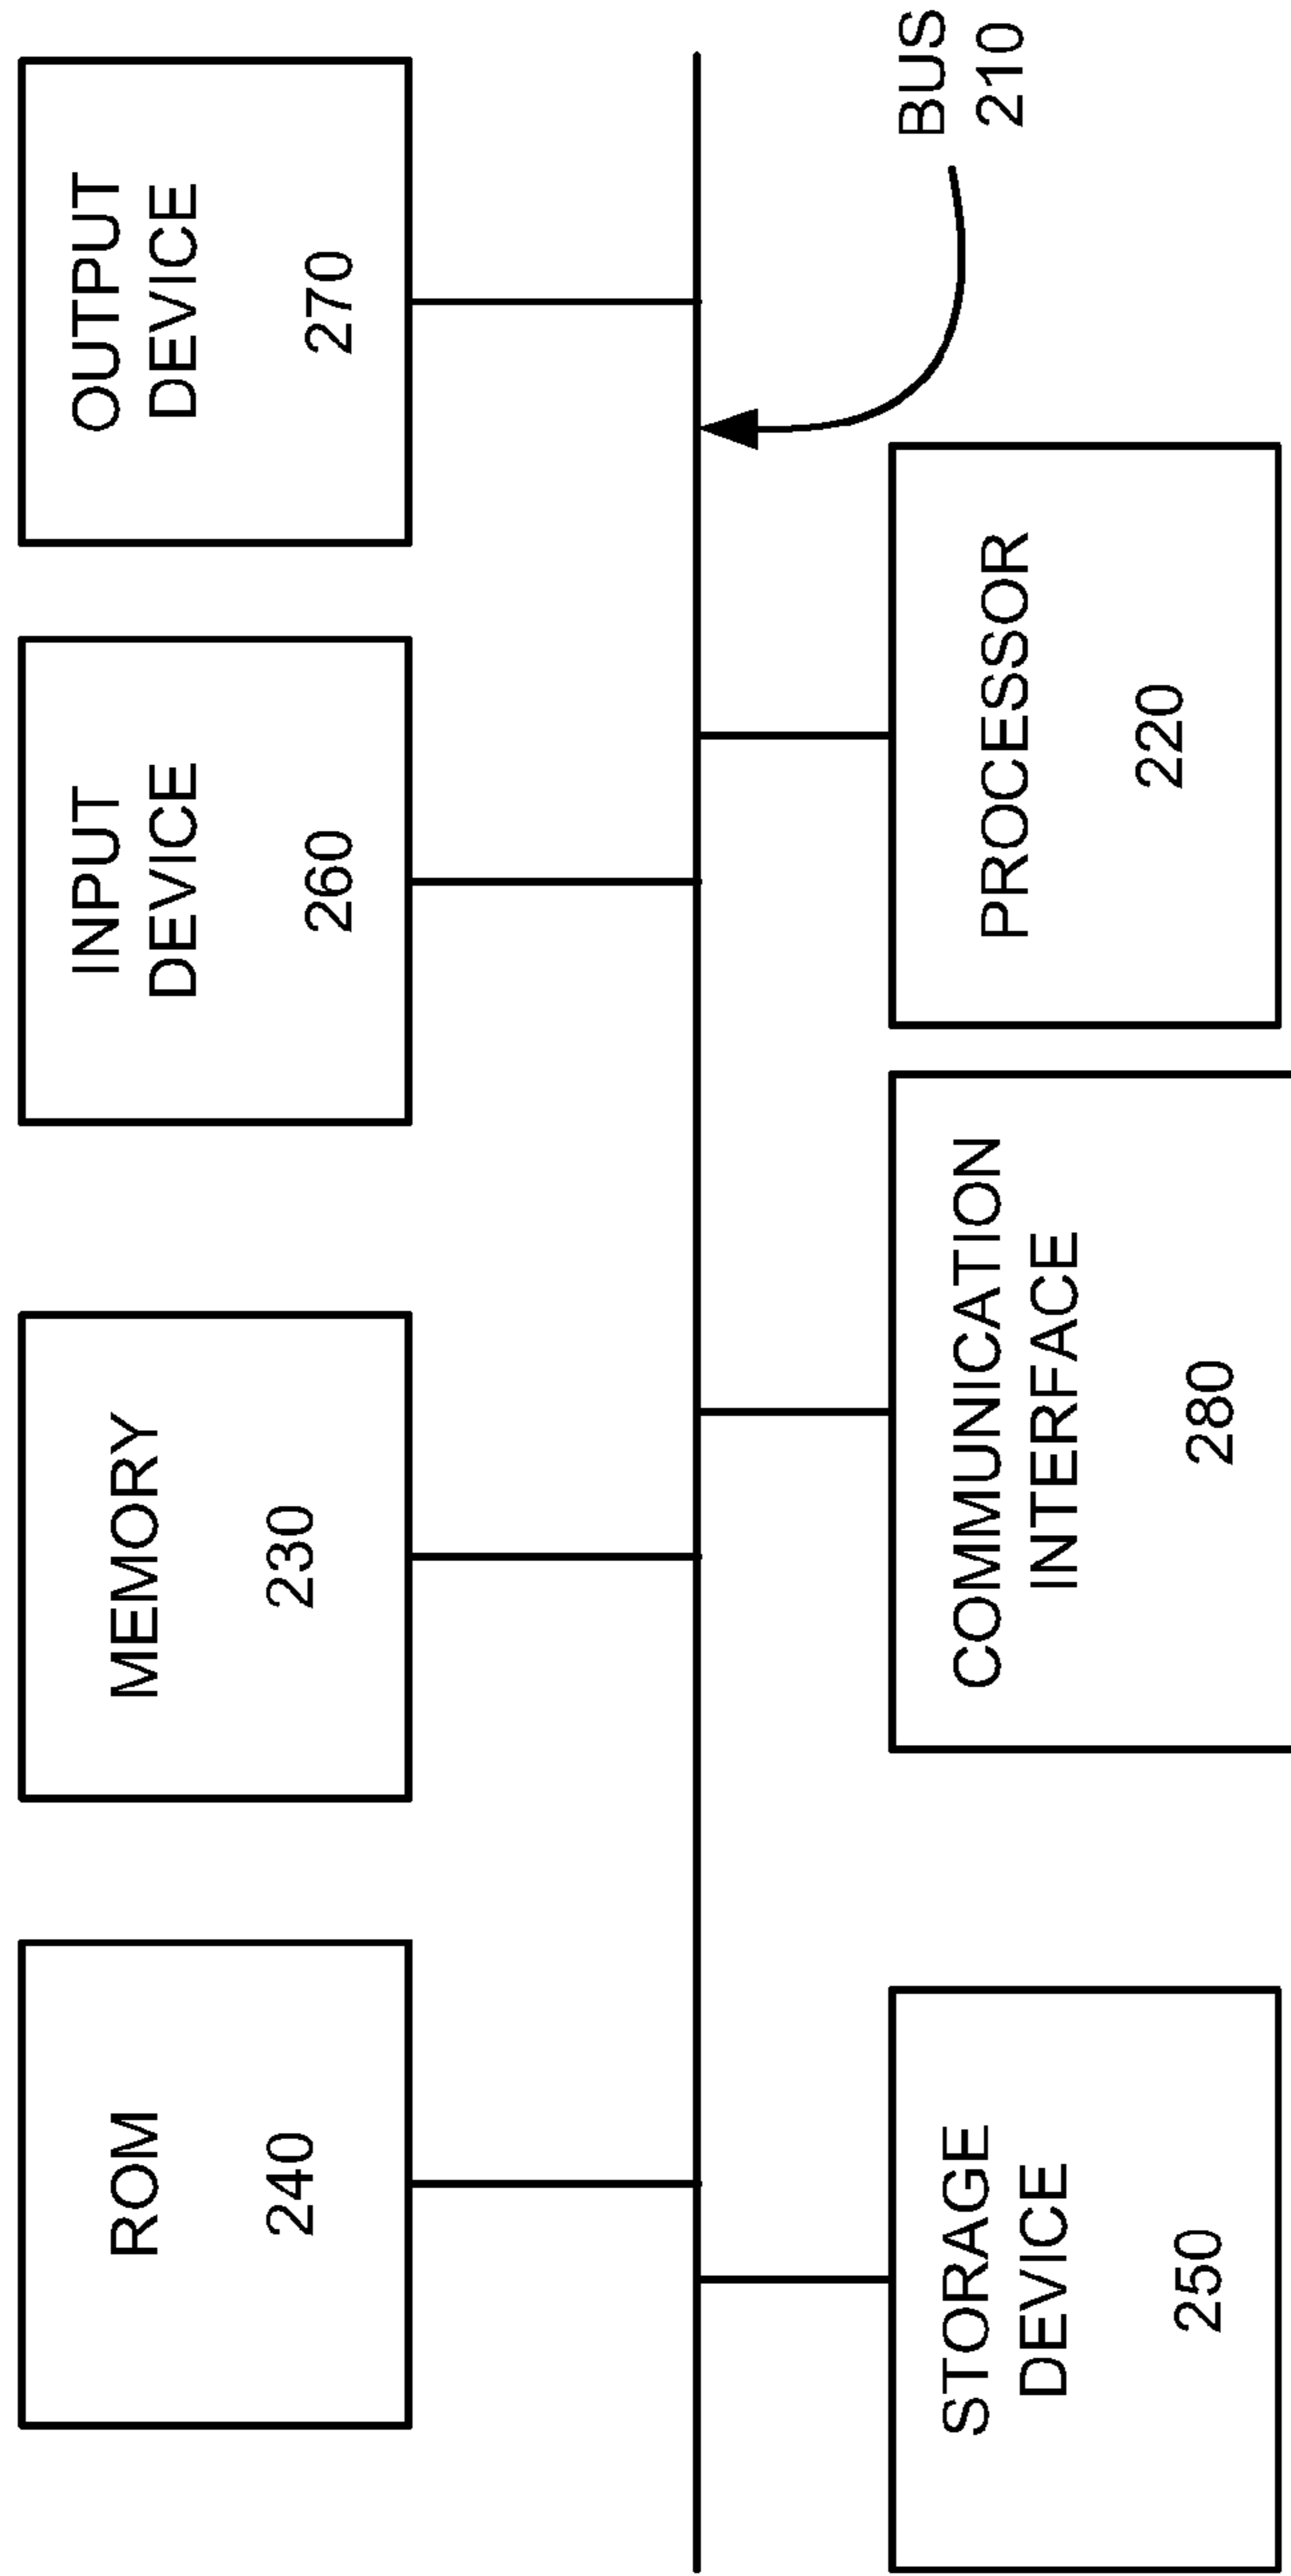 ROM
240
MEMORY
230
INPUT
DEVICE
260
OUTPUT
DEVICE
270
STORAGE
DEVICE
250
COMMUNICATION
INTERFACE
280
PROCESSOR
220
BUS
210